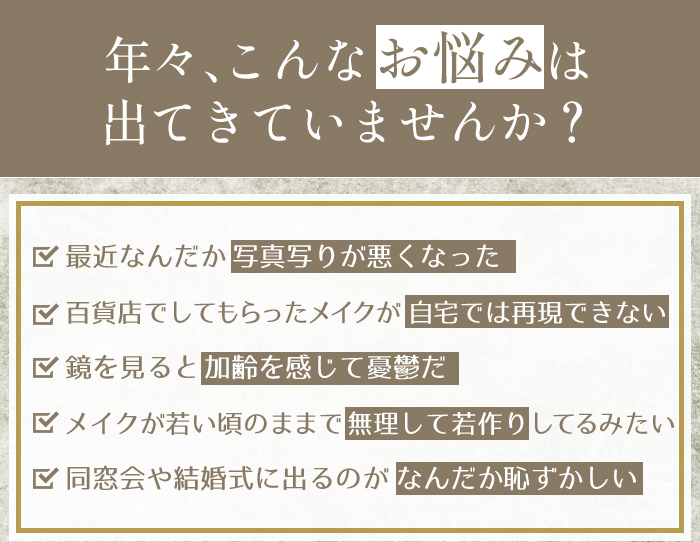 年々、こんなお悩みは
出てきていませんか？
最近なんだか写真写りが悪くなった
百貨店でしてもらったメイクが自宅では再現できない
鏡を見ると加齢を感じて憂鬱だ
メイクが若い頃のままで無理して若作りしてるみたい
同窓会や結婚式に出るのがなんだか恥ずかしい